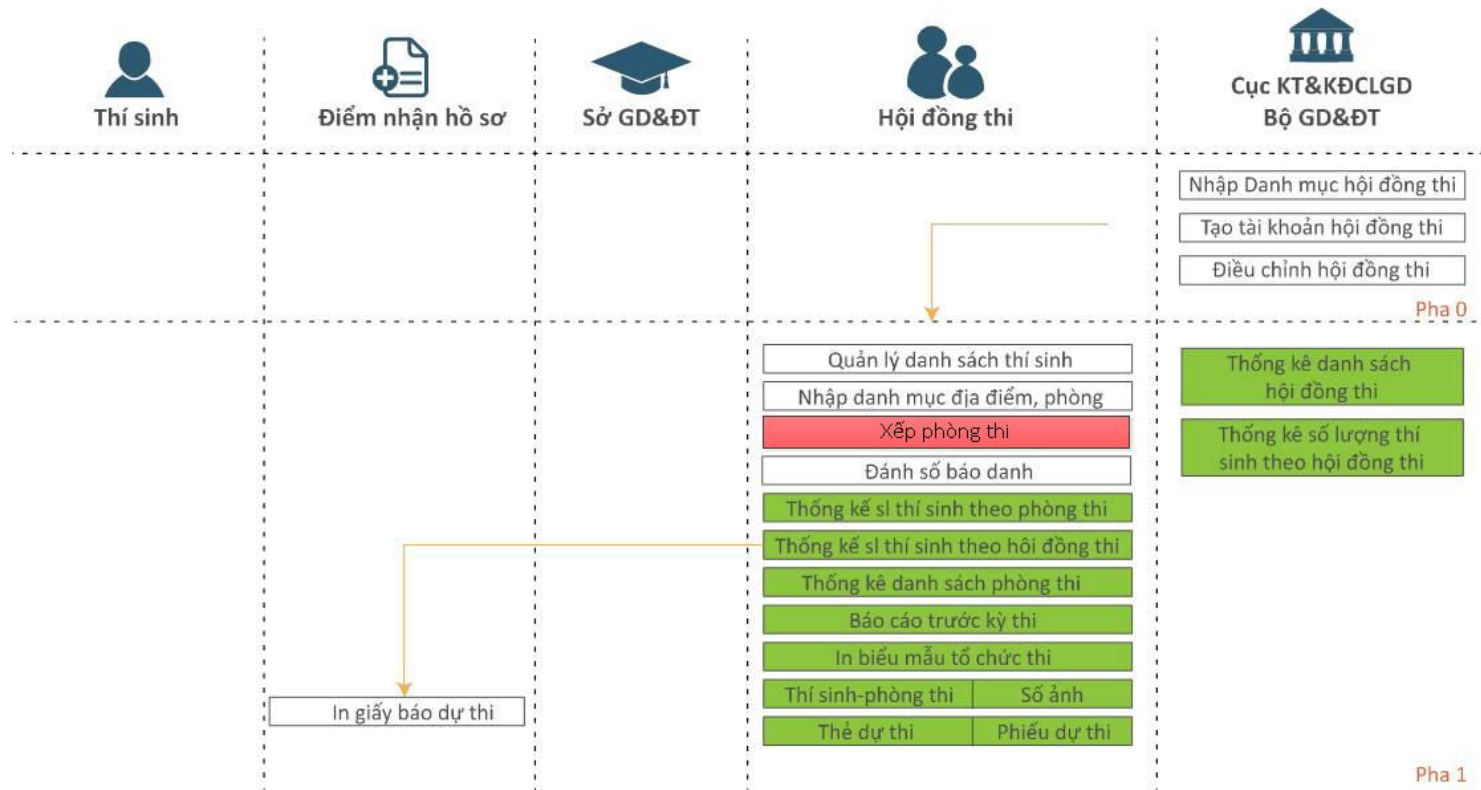 Thí sinh
Điểm nhận hồ sơ
Sở GD&ĐT
Hội đồng thi
Cục KT&KĐCLGD
Bộ GD&ĐT
Nhập Danh mục hội đồng thi
Tạo tài khoản hội đồng thi
Điều chỉnh hội đồng thi
Pha 0
Quản lý danh sách thí sinh
Nhập danh mục địa điểm, phòng
Xếp phòng thi
Đánh số báo danh
Thống kế sl thí sinh theo phòng thi
Thống kế sl thí sinh theo hôi đồng thi
Thống kê danh sách phòng thi
Báo cáo trước kỳ thi
In biểu mẫu tổ chức thi
Thí sinh-phòng thi
Số ảnh
Thẻ dự thi
Phiếu dự thi
Thống kê danh sách
hội đồng thi
Thống kê số lượng thí
sinh theo hội đồng thi
In giấy báo dự thi
Pha 1